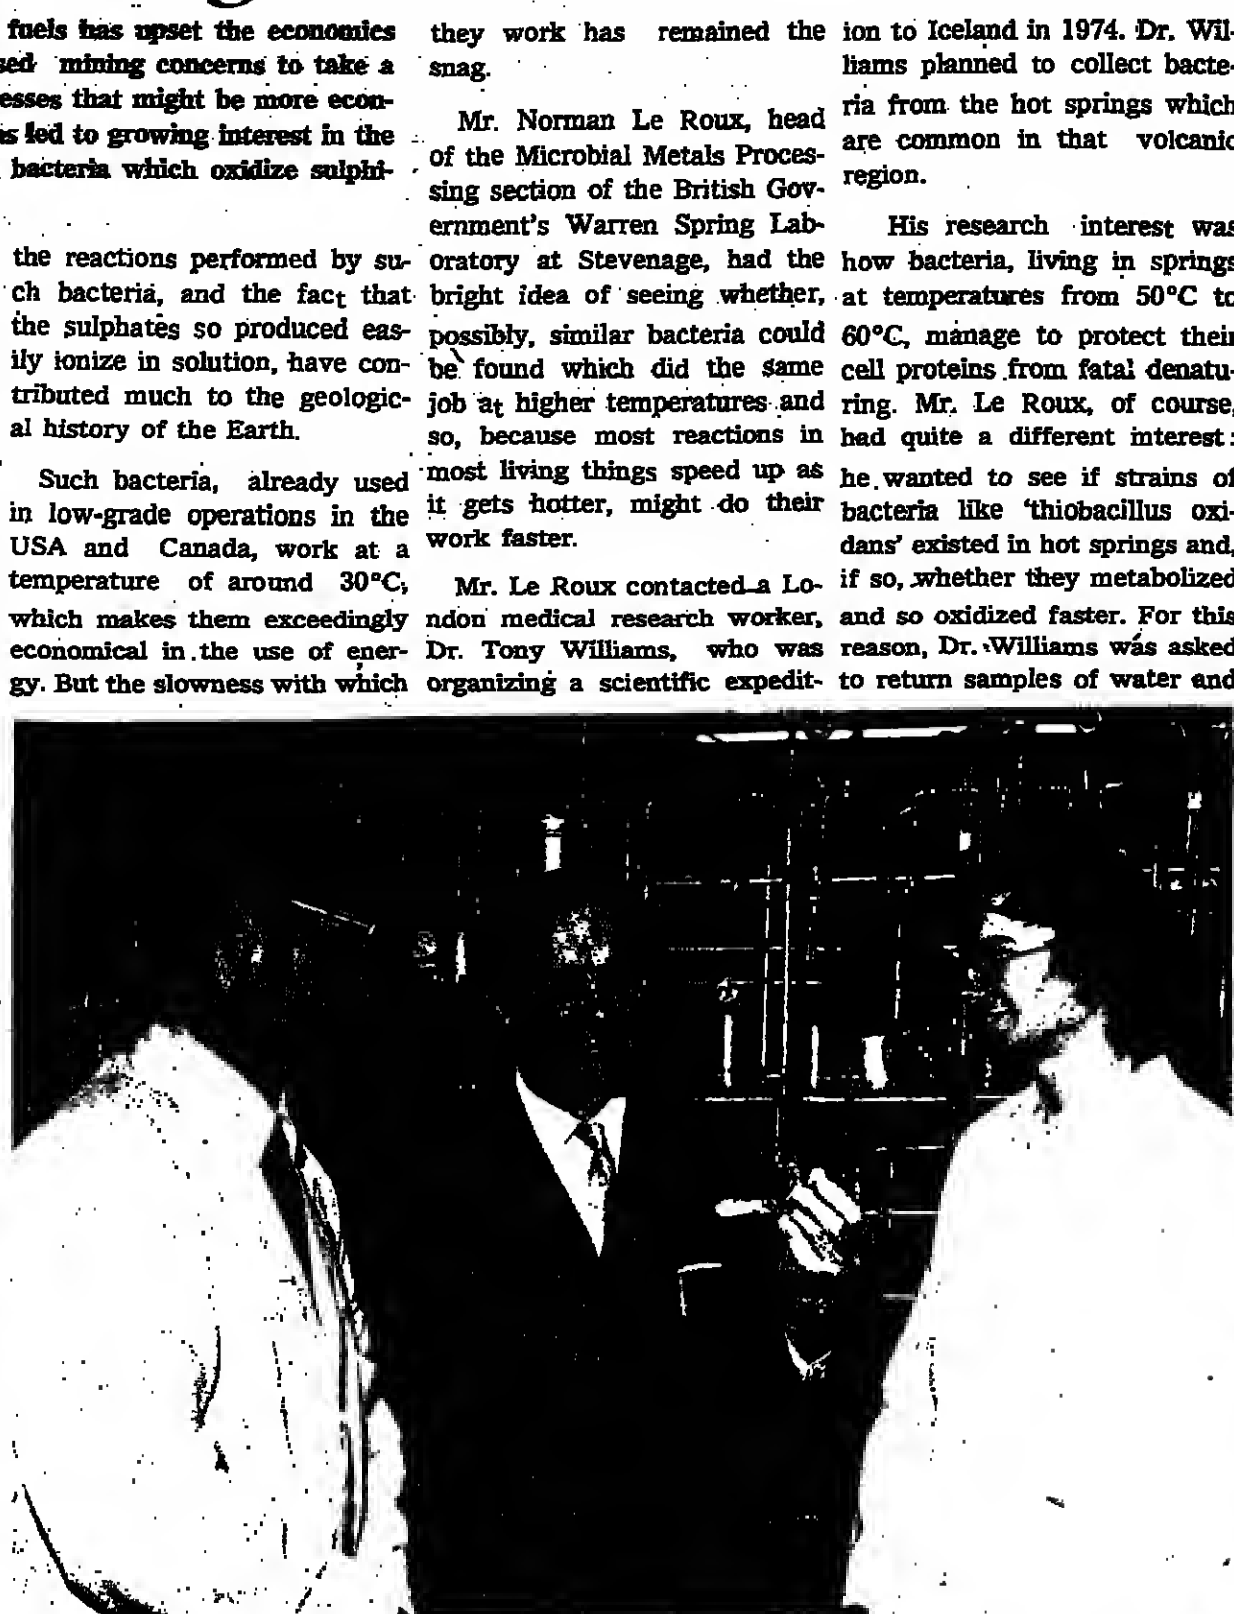 fuels has upset the economics
sed mining concerns to take a
esses that might be more econ-
s led to growing interest in the
bacteria which oxidize sulphi-
the reactions performed by su-
ch bacteria, and the fact that
the sulphates so produced eas-
ily ionize in solution, have con-
tributed much to the geologic-
al history of the Earth.
Such bacteria, already used
in low-grade operations in the
USA and Canada, work at a
temperature of around 30°C,
which makes them exceedingly
economical in the use of ener-
gy. But the slowness with which
they work has remained the
snag.
Mr. Norman Le Roux, head
of the Microbial Metals Proces-
sing section of the British Gov-
ernment's Warren Spring Lab-
oratory at Stevenage, had the
bright idea of seeing whether,
possibly, similar bacteria could
be found which did the same
job at higher temperatures and
so, because most reactions in
most living things speed up as
it gets hotter, might do their
work faster.
Mr. Le Roux contacted a Lo-
ndon medical research worker,
Dr. Tony Williams, who was
organizing a scientific expedit-
ion to Iceland in 1974. Dr. Wil-
liams planned to collect bacte-
ria from the hot springs which
are common in that volcanic
region.
His research interest was
how bacteria, living in springs
at temperatures from 50°C to
60°C, manage to protect their
cell proteins from fatal denatu-
ring. Mr. Le Roux, of course,
had quite a different interest:
he wanted to see if strains of
bacteria like 'thiobacillus oxi-
dans' existed in hot springs and,
if so, whether they metabolized
and so oxidized faster. For this
reason, Dr. Williams was asked
to return samples of water and